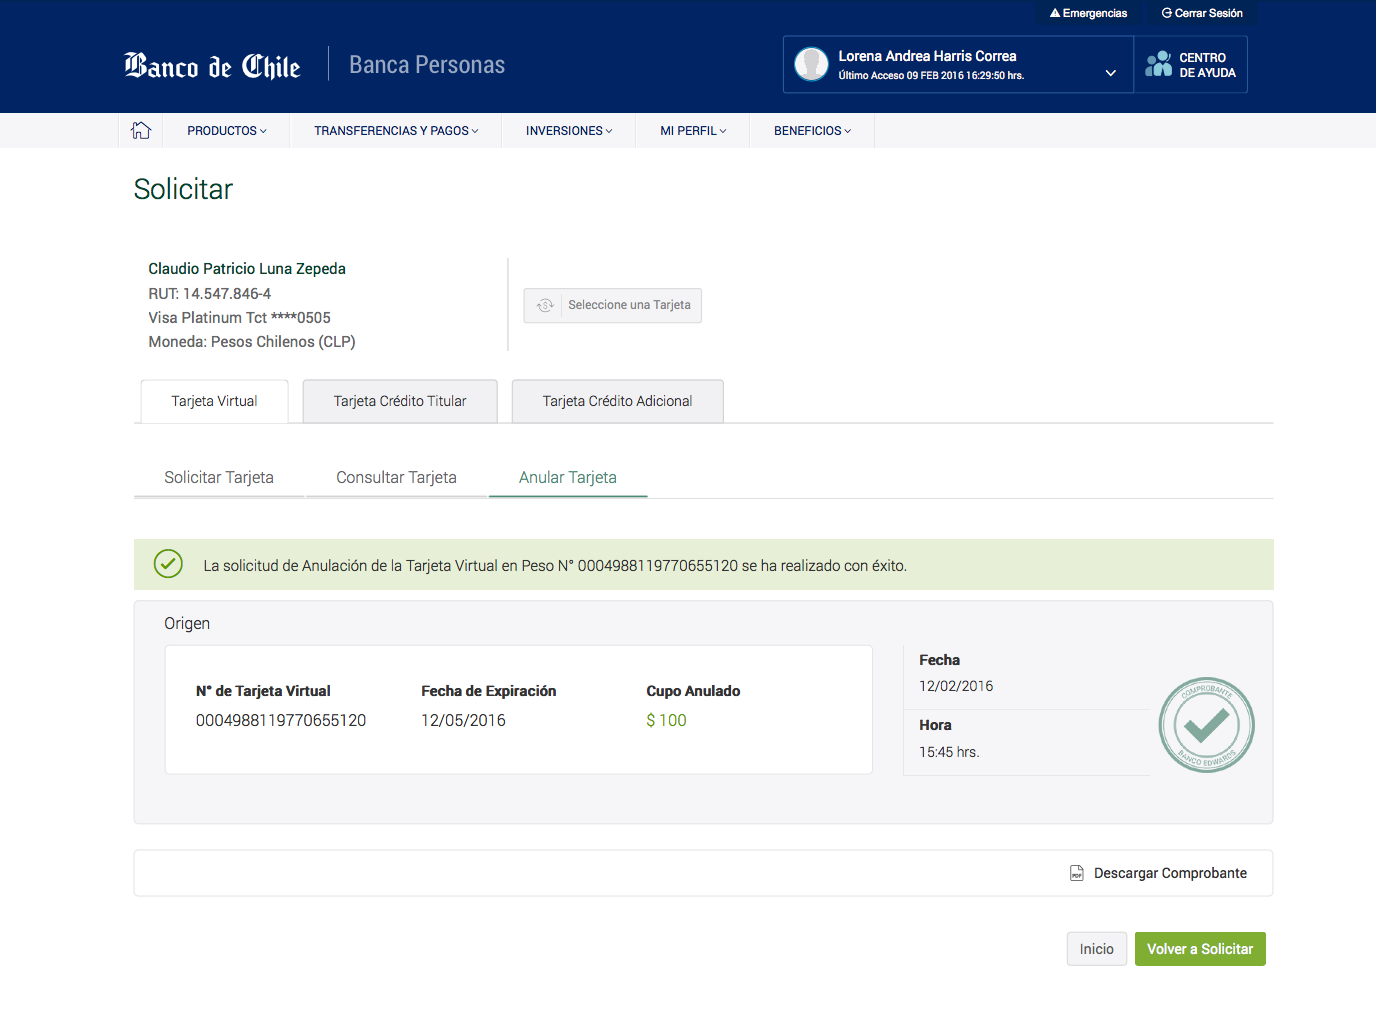 Emergencias
Cerrar Sesión
Banco de Chile
Banca Personas
Lorena Andrea Harris Correa
Último Acceso 09 FEB 2016 16:29:50 hrs.
CENTRO
DE AYUDA
PRODUCTOS
TRANSFERENCIAS Y PAGOS
INVERSIONES
MI PERFIL
BENEFICIOS
Solicitar
Claudio Patricio Luna Zepeda
RUT: 14.547.846-4
Visa Platinum Tct ****0505
Moneda: Pesos Chilenos (CLP)
Seleccione una Tarjeta
Tarjeta Virtual
Tarjeta Crédito Titular
Tarjeta Crédito Adicional
Solicitar Tarjeta
Consultar Tarjeta
Anular Tarjeta
La solicitud de Anulación de la Tarjeta Virtual en Peso N° 0004988119770655120 se ha realizado con éxito.
Origen
N° de Tarjeta Virtual
0004988119770655120
Fecha de Expiración
12/05/2016
Cupo Anulado
$ 100
Fecha
12/02/2016
Hora
15:45 hrs.
COMPROBANTE
BANCO EDWARDS
PDF
Descargar Comprobante
Inicio
Volver a Solicitar